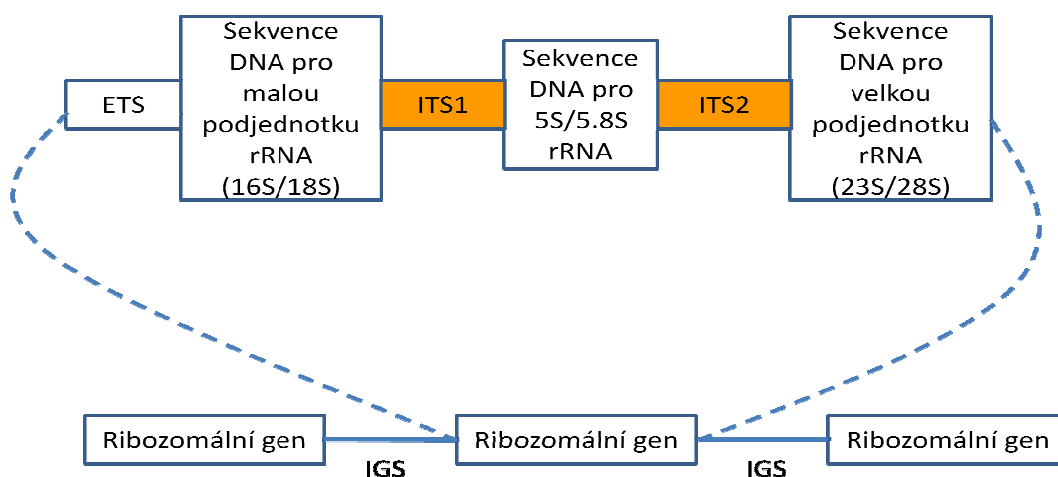 ETS
Sekvence
DNA pro
malou
podjednotku
rRNA
(16S/18S)
ITS1
Sekvence
DNA pro
5S/5.8S
rRNA
ITS2
Sekvence
DNA pro
velkou
podjednotku
rRNA
(23S/28S)
Ribozomální gen
IGS
Ribozomální gen
IGS
Ribozomální gen